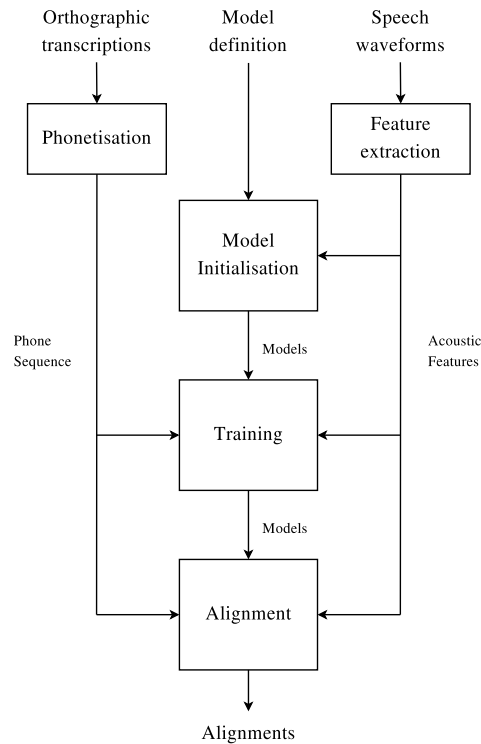 Orthographic
transcriptions
Model
definition
Speech
waveforms
Phonetisation
Feature
extraction
Model
Initialisation
Phone
Sequence
Models
Acoustic
Features
Training
Models
Alignment
Alignments